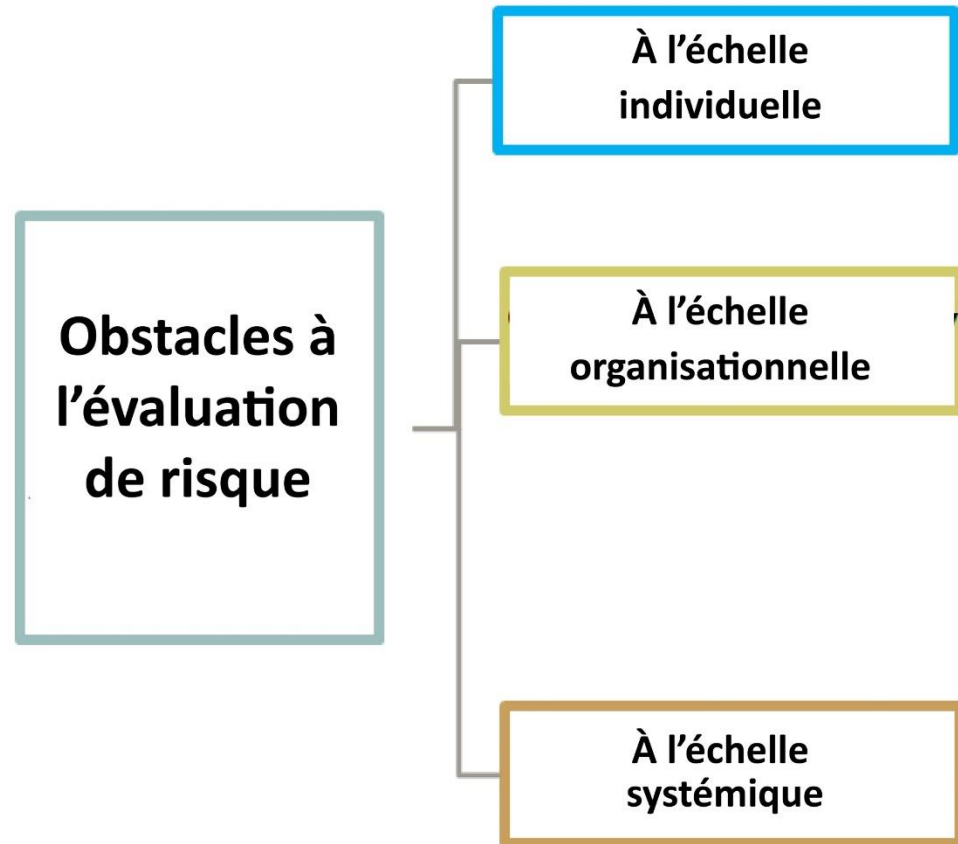 À l’échelle
individuelle
Obstacles à
l’évaluation
de risque
À l’échelle
organisationnelle
À l’échelle
systémique